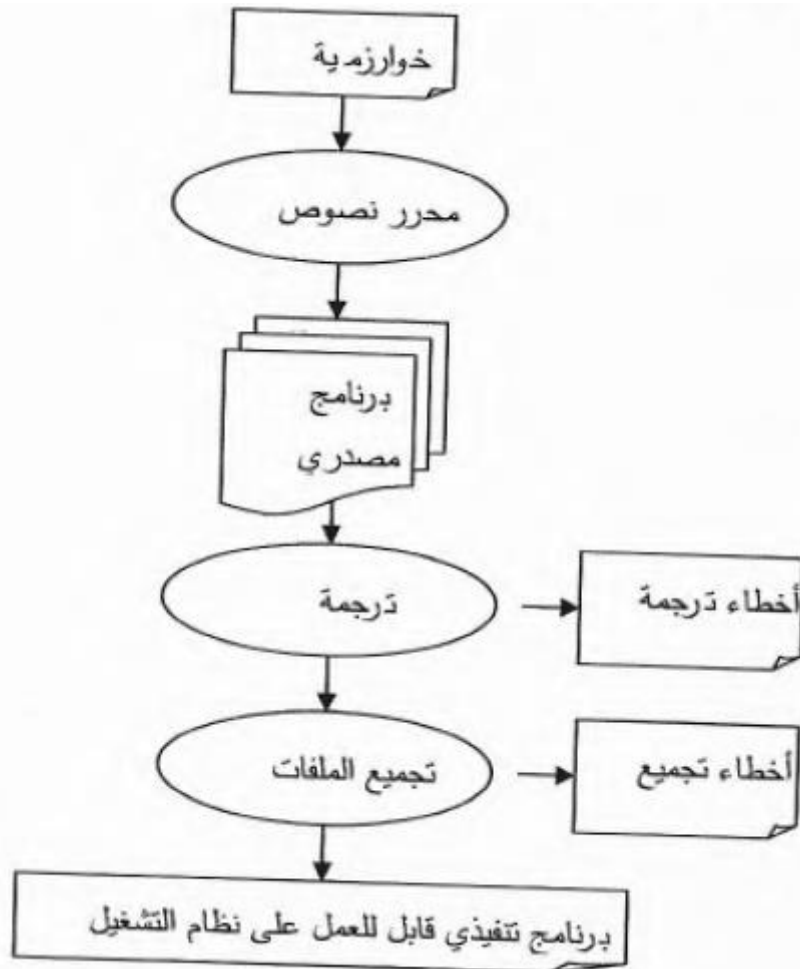 خوارزمية
محرر نصوص
برنامج
مصدري
ترجمة
أخطاء ترجمة
تجميع الملفات
أخطاء تجميع
برنامج تنفيذي قابل للعمل على نظام التشغيل